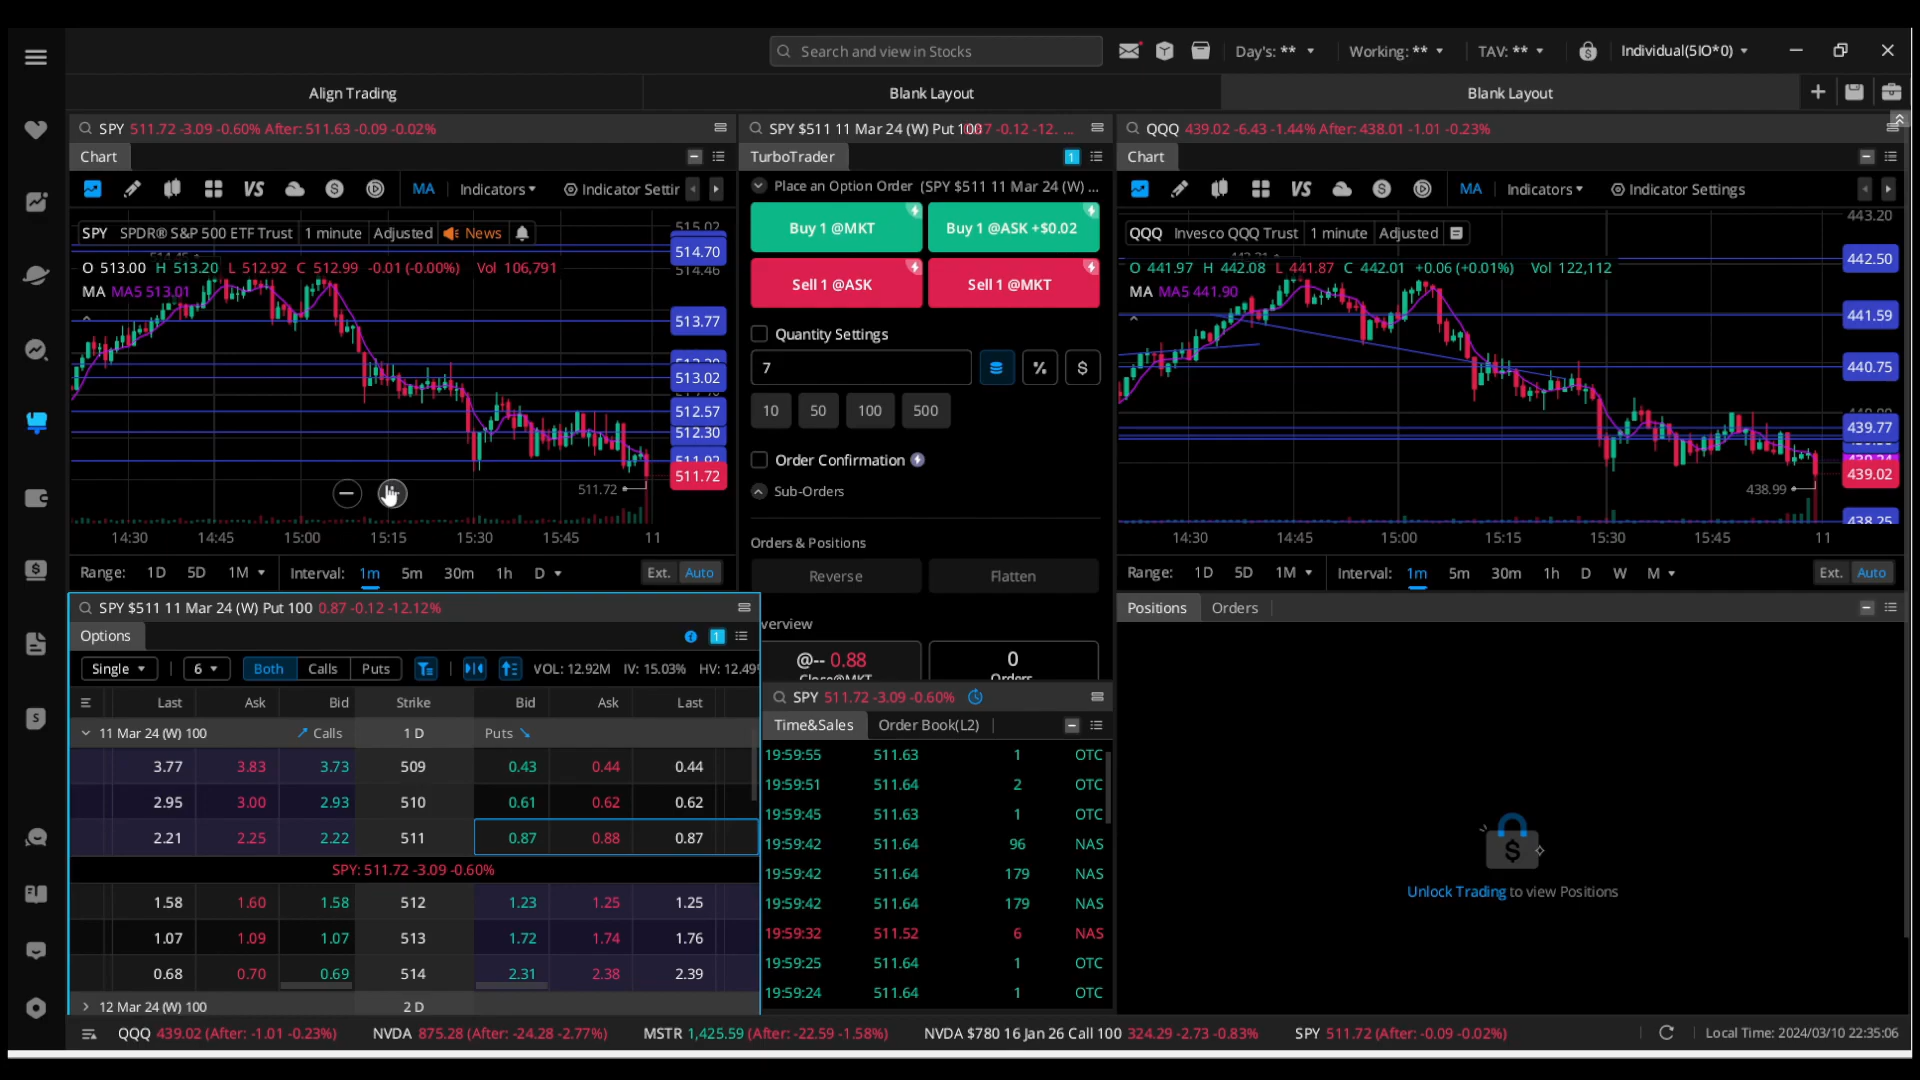 Search and view in Stocks
Day's: **
Working: **
TAV: **
Individual(5IO*0)
Align Trading
Blank Layout
Blank Layout
SPY 511.72 -3.09 -0.60% After: 511.63 -0.09 -0.02%
Chart
VS
MA
Indicators
Indicator Settir
SPY SPDR® S&P 500 ETF Trust 1 minute Adjusted News
O 513.00 H 513.20 L 512.92 C 512.99 -0.01 (-0.00%) Vol 106,791
MA MA5 513.01
515.02
514.70
514.46
513.77
513.02
512.57
512.30
511.92
511.72
511.72
14:30 14:45 15:00 15:15 15:30 15:45 11
Range: 1D 5D 1M Interval: 1m 5m 30m 1h D Ext. Auto
SPY $511 11 Mar 24 (W) Put 100 -0.12 -12. ...
TurboTrader
1
Place an Option Order (SPY $511 11 Mar 24 (W) ...
Buy 1 @MKT
Buy 1 @ASK +$0.02
Sell 1 @ASK
Sell 1 @MKT
Quantity Settings
7
%
$
10 50 100 500
Order Confirmation
Sub-Orders
Orders & Positions
Reverse
Flatten
verview
@-- 0.88
Close@MKT
0
Orders
QQQ 439.02 -6.43 -1.44% After: 438.01 -1.01 -0.23%
Chart
VS
MA
Indicators
Indicator Settings
QQQ Invesco QQQ Trust 1 minute Adjusted
O 441.97 H 442.08 L 441.87 C 442.01 +0.06 (+0.01%) Vol 122,112
MA MA5 441.90
443.20
442.50
441.59
440.75
439.77
439.02
438.99
438.25
14:30 14:45 15:00 15:15 15:30 15:45 11
Range: 1D 5D 1M Interval: 1m 5m 30m 1h D W M Ext. Auto
SPY $511 11 Mar 24 (W) Put 100 0.87 -0.12 -12.12%
Options
1
Single 6 Both Calls Puts VOL: 12.92M IV: 15.03% HV: 12.49%
Last Ask Bid Strike Bid Ask Last
11 Mar 24 (W) 100 Calls 1 D Puts
3.77 3.83 3.73 509 0.43 0.44 0.44
2.95 3.00 2.93 510 0.61 0.62 0.62
2.21 2.25 2.22 511 0.87 0.88 0.87
SPY: 511.72 -3.09 -0.60%
1.58 1.60 1.58 512 1.23 1.25 1.25
1.07 1.09 1.07 513 1.72 1.74 1.76
0.68 0.70 0.69 514 2.31 2.38 2.39
12 Mar 24 (W) 100 2 D
SPY 511.72 -3.09 -0.60%
Time&Sales
Order Book(L2)
19:59:55 511.63 1 OTC
19:59:51 511.64 2 OTC
19:59:45 511.63 1 OTC
19:59:42 511.64 96 NAS
19:59:42 511.64 179 NAS
19:59:42 511.64 179 NAS
19:59:32 511.52 6 NAS
19:59:25 511.64 1 OTC
19:59:24 511.64 1 OTC
Positions
Orders
Unlock Trading to view Positions
QQQ 439.02 (After: -1.01 -0.23%)
NVDA 875.28 (After: -24.28 -2.77%)
MSTR 1,425.59 (After: -22.59 -1.58%)
NVDA $780 16 Jan 26 Call 100 324.29 -2.73 -0.83%
SPY 511.72 (After: -0.09 -0.02%)
Local Time: 2024/03/10 22:35:06